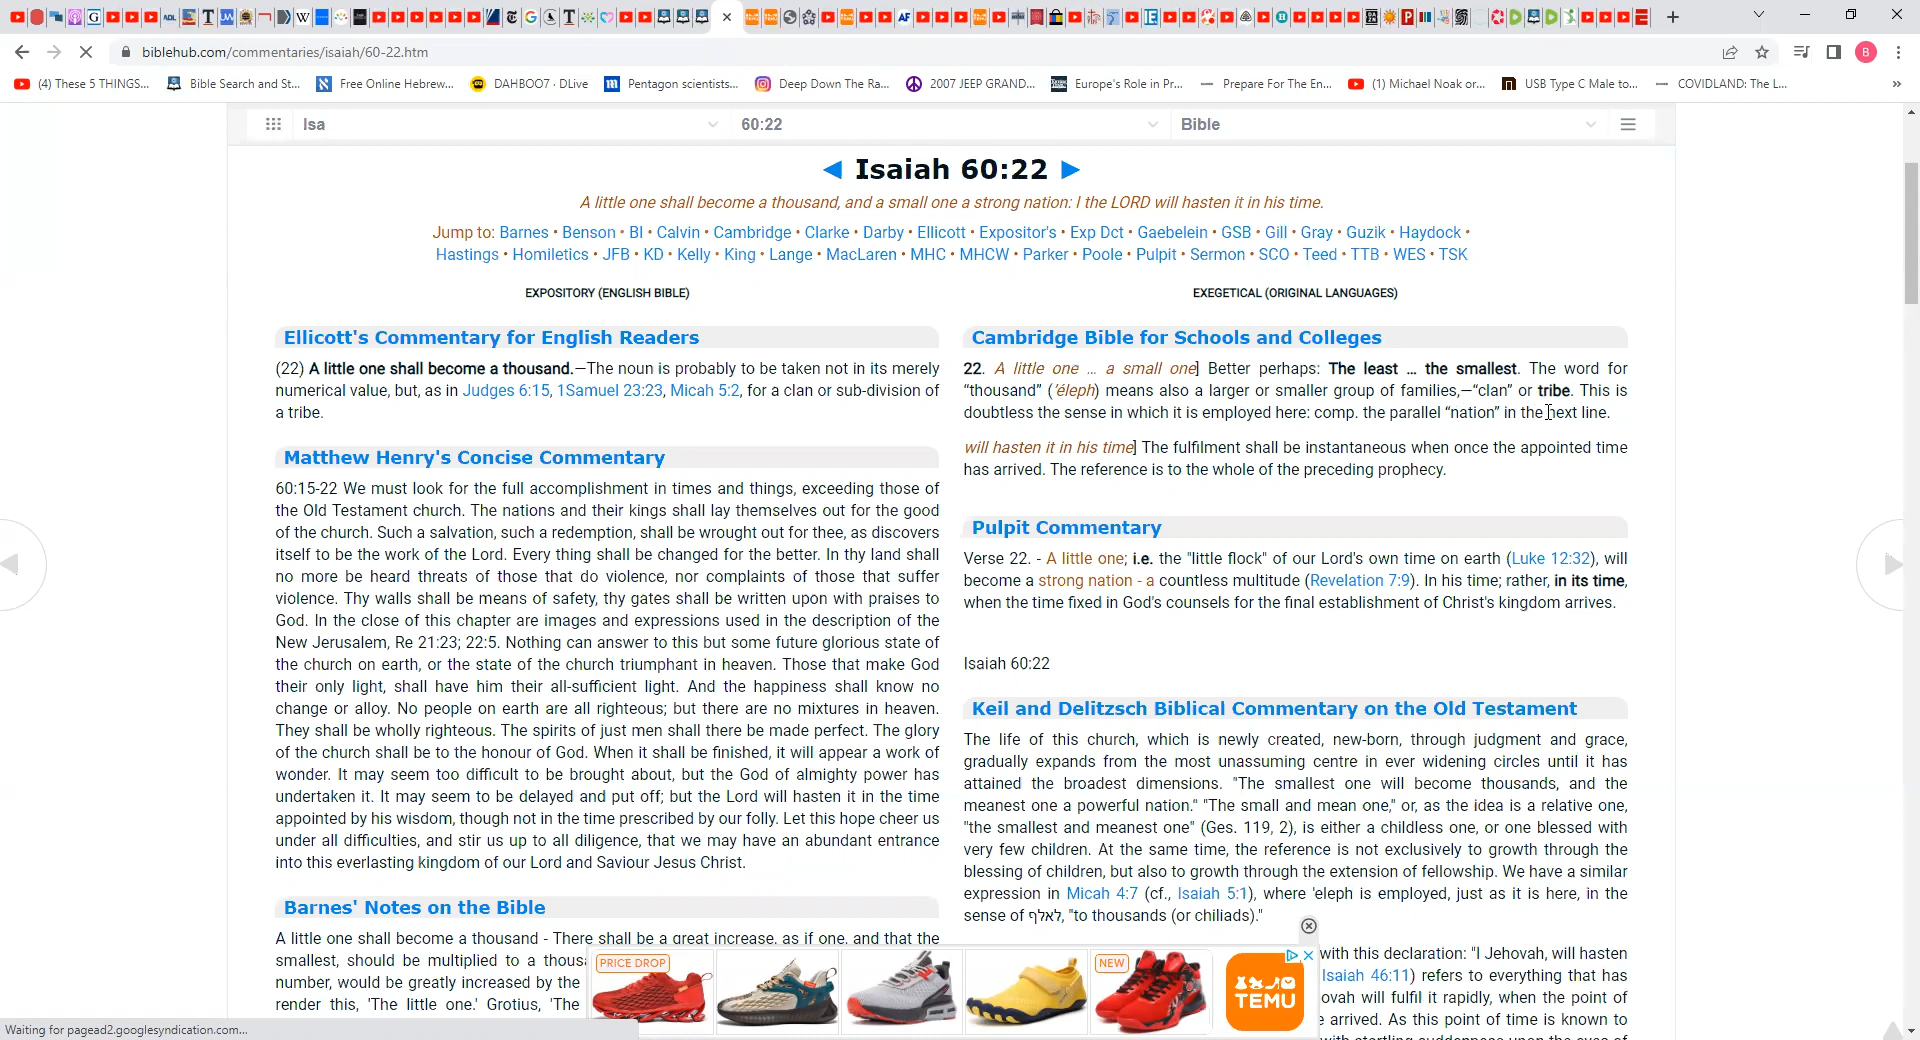 biblehub.com/commentaries/isaiah/60-22.htm
B
(4) These 5 THINGS...
Bible Search and St...
Free Online Hebrew...
DAHBOO7 - DLive
Pentagon scientists...
Deep Down The Ra...
2007 JEEP GRAND...
Europe's Role in Pr...
Prepare For The En...
(1) Michael Noak or...
USB Type C Male to...
COVIDLAND: The L...
»
Isa
60:22
Bible
◄ Isaiah 60:22 ►
A little one shall become a thousand, and a small one a strong nation: I the LORD will hasten it in his time.
Jump to: Barnes • Benson • BI • Calvin • Cambridge • Clarke • Darby • Ellicott • Expositor's • Exp Dct • Gaebelein • GSB • Gill • Gray • Guzik • Haydock •
Hastings • Homiletics • JFB • KD • Kelly • King • Lange • MacLaren • MHC • MHCW • Parker • Poole • Pulpit • Sermon • SCO • Teed • TTB • WES • TSK
EXPOSITORY (ENGLISH BIBLE)
Ellicott's Commentary for English Readers
(22) A little one shall become a thousand.—The noun is probably to be taken not in its merely
numerical value, but, as in Judges 6:15, 1Samuel 23:23, Micah 5:2, for a clan or sub-division of
a tribe.
Matthew Henry's Concise Commentary
60:15-22 We must look for the full accomplishment in times and things, exceeding those of
the Old Testament church. The nations and their kings shall lay themselves out for the good
of the church. Such a salvation, such a redemption, shall be wrought out for thee, as discovers
itself to be the work of the Lord. Every thing shall be changed for the better. In thy land shall
no more be heard threats of those that do violence, nor complaints of those that suffer
violence. Thy walls shall be means of safety, thy gates shall be written upon with praises to
God. In the close of this chapter are images and expressions used in the description of the
New Jerusalem, Re 21:23; 22:5. Nothing can answer to this but some future glorious state of
the church on earth, or the state of the church triumphant in heaven. Those that make God
their only light, shall have him their all-sufficient light. And the happiness shall know no
change or alloy. No people on earth are all righteous; but there are no mixtures in heaven.
They shall be wholly righteous. The spirits of just men shall there be made perfect. The glory
of the church shall be to the honour of God. When it shall be finished, it will appear a work of
wonder. It may seem too difficult to be brought about, but the God of almighty power has
undertaken it. It may seem to be delayed and put off; but the Lord will hasten it in the time
appointed by his wisdom, though not in the time prescribed by our folly. Let this hope cheer us
under all difficulties, and stir us up to all diligence, that we may have an abundant entrance
into this everlasting kingdom of our Lord and Saviour Jesus Christ.
Barnes' Notes on the Bible
A little one shall become a thousand - There shall be a great increase, as if one, and that the
smallest, should be multiplied to a
number, would be greatly increased by the
render this, 'The little one.' Grotius, 'The
EXEGETICAL (ORIGINAL LANGUAGES)
Cambridge Bible for Schools and Colleges
22. A little one ... a small one] Better perhaps: The least ... the smallest. The word for
"thousand" ('éleph) means also a larger or smaller group of families,—"clan" or tribe. This is
doubtless the sense in which it is employed here: comp. the parallel "nation" in the next line.
will hasten it in his time] The fulfilment shall be instantaneous when once the appointed time
has arrived. The reference is to the whole of the preceding prophecy.
Pulpit Commentary
Verse 22. - A little one; i.e. the "little flock" of our Lord's own time on earth (Luke 12:32), will
become a strong nation - a countless multitude (Revelation 7:9). In his time; rather, in its time,
when the time fixed in God's counsels for the final establishment of Christ's kingdom arrives.
Isaiah 60:22
Keil and Delitzsch Biblical Commentary on the Old Testament
The life of this church, which is newly created, new-born, through judgment and grace,
gradually expands from the most unassuming centre in ever widening circles until it has
attained the broadest dimensions. "The smallest one will become thousands, and the
meanest one a powerful nation." "The small and mean one," or, as the idea is a relative one,
"the smallest and meanest one" (Ges. 119, 2), is either a childless one, or one blessed with
very few children. At the same time, the reference is not exclusively to growth through the
blessing of children, but also to growth through the extension of fellowship. We have a similar
expression in Micah 4:7 (cf., Isaiah 5:1), where 'eleph is employed, just as it is here, in the
sense of לאלף, "to thousands (or chiliads)."
with this declaration: "I Jehovah, will hasten
Isaiah 46:11) refers to everything that has
ovah will fulfil it rapidly, when the point of
arrived. As this point of time is known to
PRICE DROP
NEW
TEMU
Waiting for pagead2.googlesyndication.com...